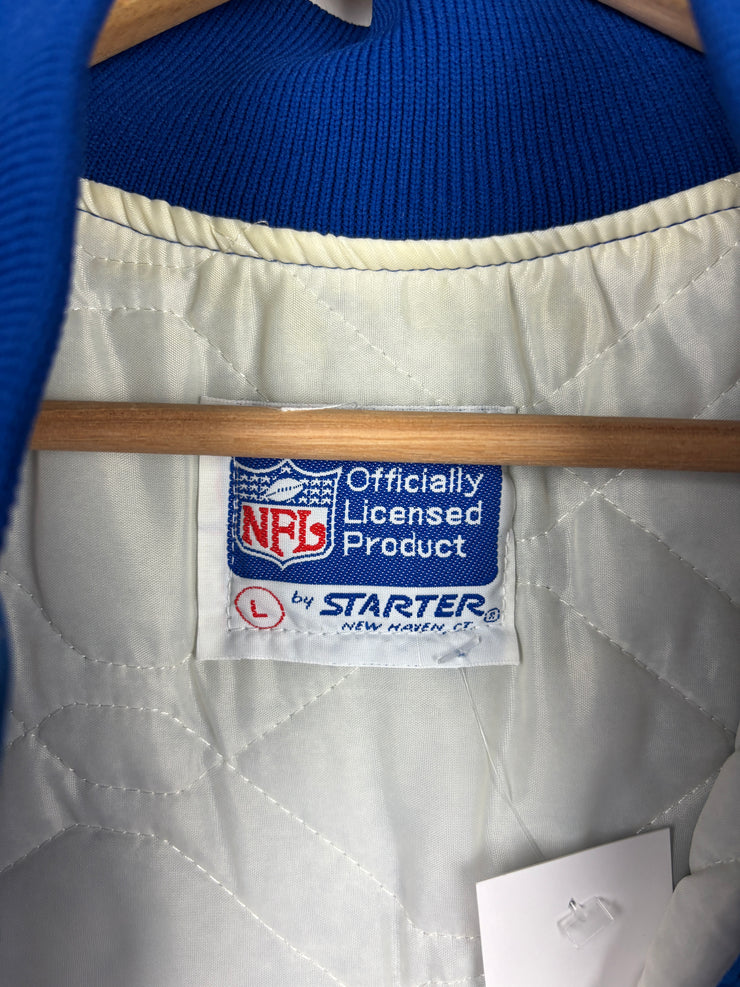 NFL
Officially
Licensed
Product
L
by STARTER®
NEW HAVEN, CT.